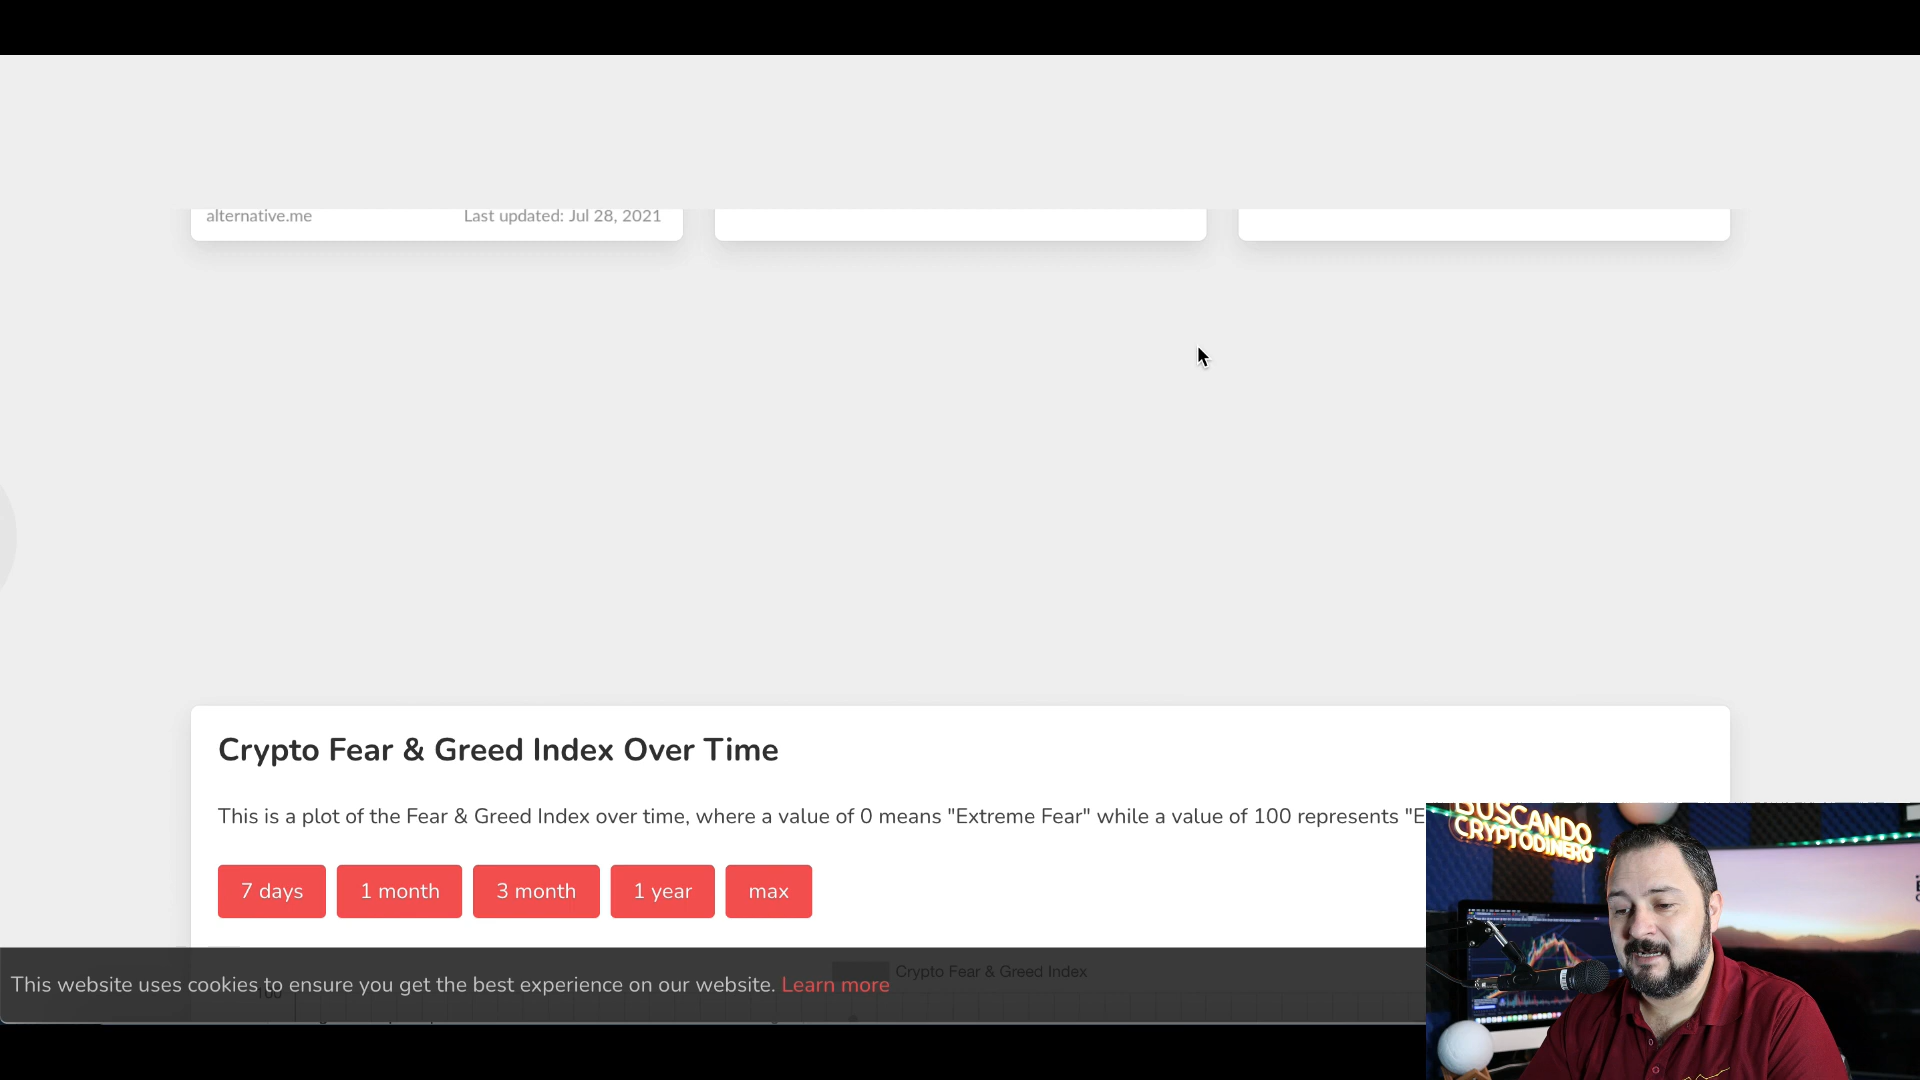 alternative.me
Last updated: Jul 28, 2021
Crypto Fear & Greed Index Over Time
This is a plot of the Fear & Greed Index over time, where a value of 0 means "Extreme Fear" while a value of 100 represents "E
7 days
1 month
3 month
1 year
max
Crypto Fear & Greed Index
This website uses cookies to ensure you get the best experience on our website. Learn more
100
BUSCANDO
CRYPTODINERO